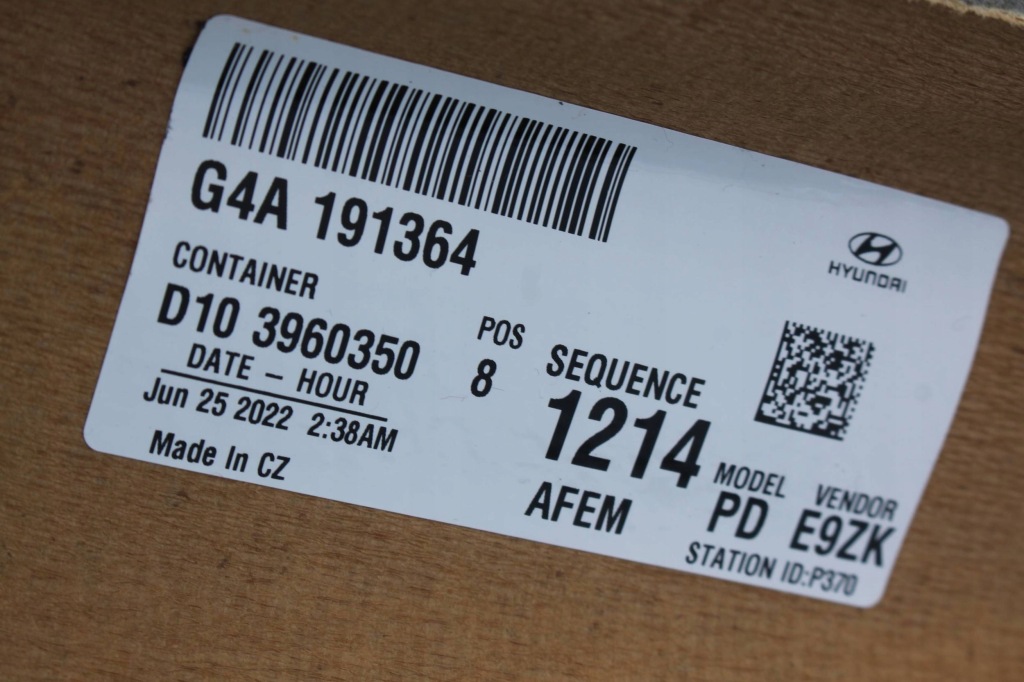 G4A 191364
HYUNDAI
CONTAINER
D10 3960350
POS
8
DATE – HOUR
Jun 25 2022 2:38AM
Made In CZ
SEQUENCE
1214
AFEM
MODEL
PD
VENDOR
E9ZK
STATION ID:P370